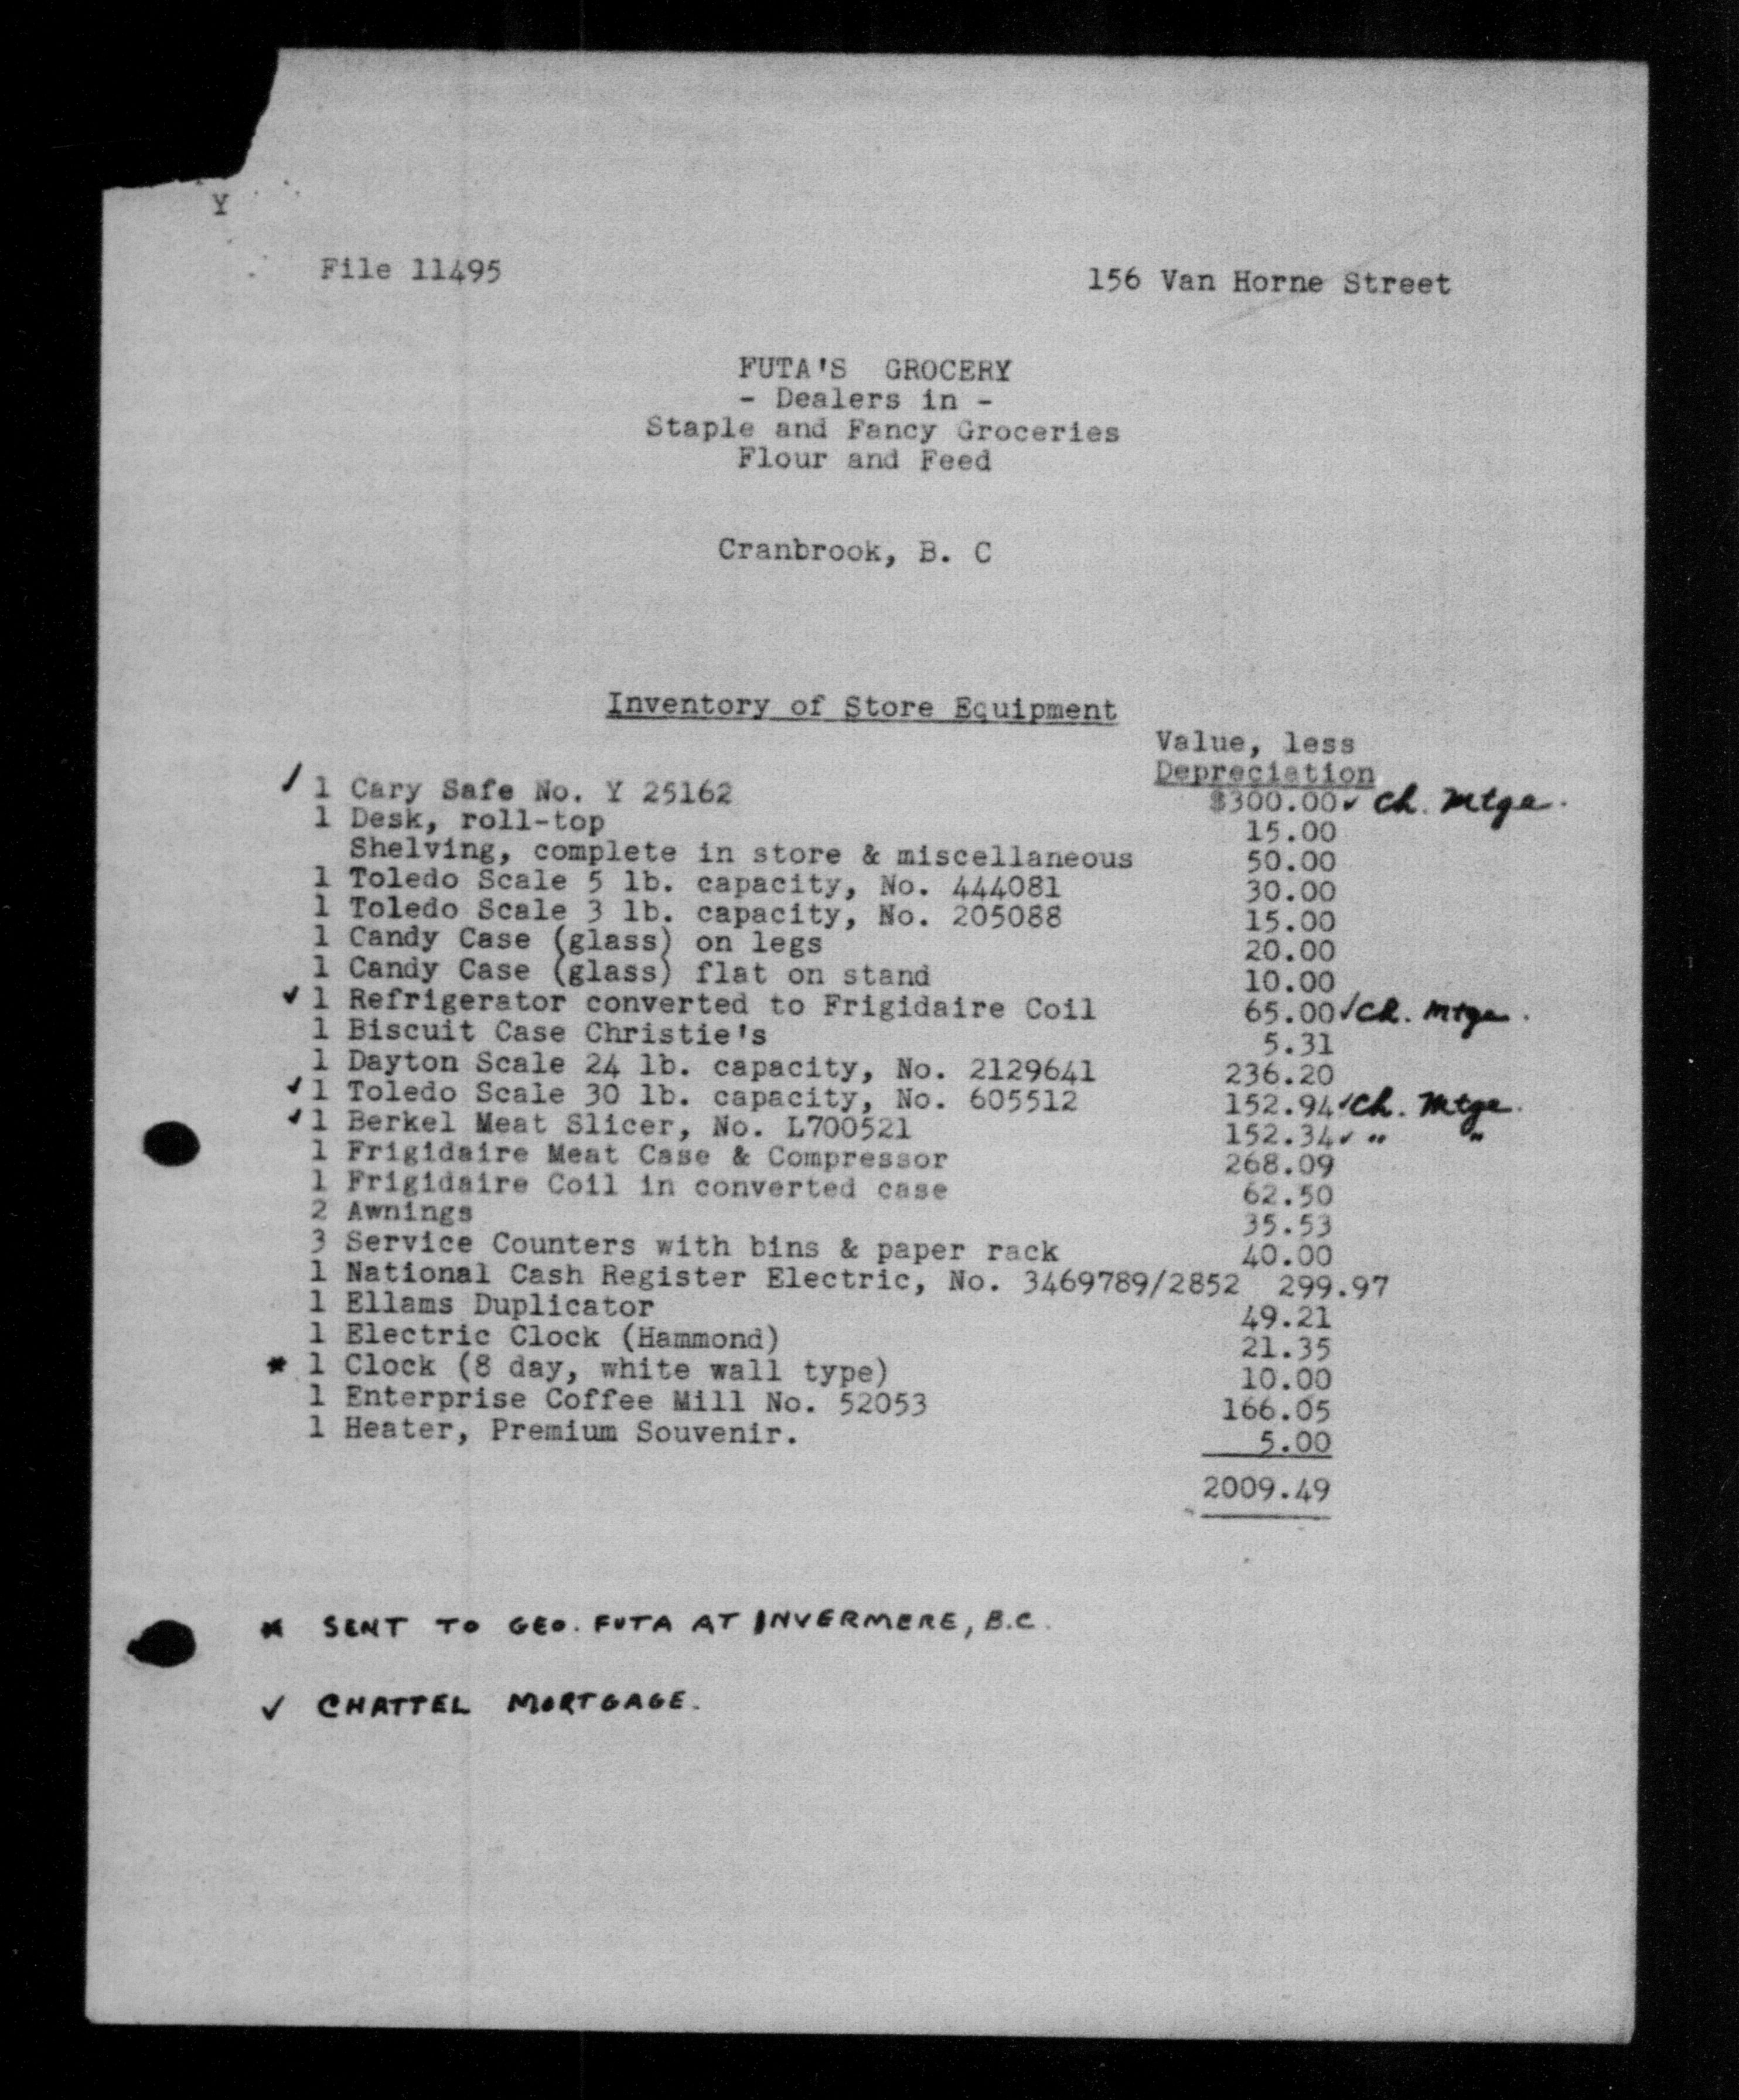 Y
File 11495
156 Van Horne Street
FUTA'S GROCERY
- Dealers in -
Staple and Fancy Groceries
Flour and Feed
Cranbrook, B. C
Inventory of Store Equipment
Value, less
Depreciation
✓ 1 Cary Safe No. Y 25162 $300.00 ✓ Ch. Mtge.
1 Desk, roll-top 15.00
Shelving, complete in store & miscellaneous 50.00
1 Toledo Scale 5 lb. capacity, No. 444081 30.00
1 Toledo Scale 3 lb. capacity, No. 205088 15.00
1 Candy Case (glass) on legs 20.00
1 Candy Case (glass) flat on stand 10.00
✓ 1 Refrigerator converted to Frigidaire Coil 65.00 ✓ Ch. Mtge.
1 Biscuit Case Christie's 5.31
1 Dayton Scale 24 lb. capacity, No. 2129641 236.20
✓ 1 Toledo Scale 30 lb. capacity, No. 605512 152.94 ✓ Ch. Mtge.
✓ 1 Berkel Meat Slicer, No. L700521 152.34 ✓ " "
1 Frigidaire Meat Case & Compressor 268.09
1 Frigidaire Coil in converted case 62.50
2 Awnings 35.53
3 Service Counters with bins & paper rack 40.00
1 National Cash Register Electric, No. 3469789/2852 299.97
1 Ellams Duplicator 49.21
1 Electric Clock (Hammond) 21.35
* 1 Clock (8 day, white wall type) 10.00
1 Enterprise Coffee Mill No. 52053 166.05
1 Heater, Premium Souvenir. 5.00
2009.49
* SENT TO GEO. FUTA AT INVERMERE, B.C.
✓ CHATTEL MORTGAGE.